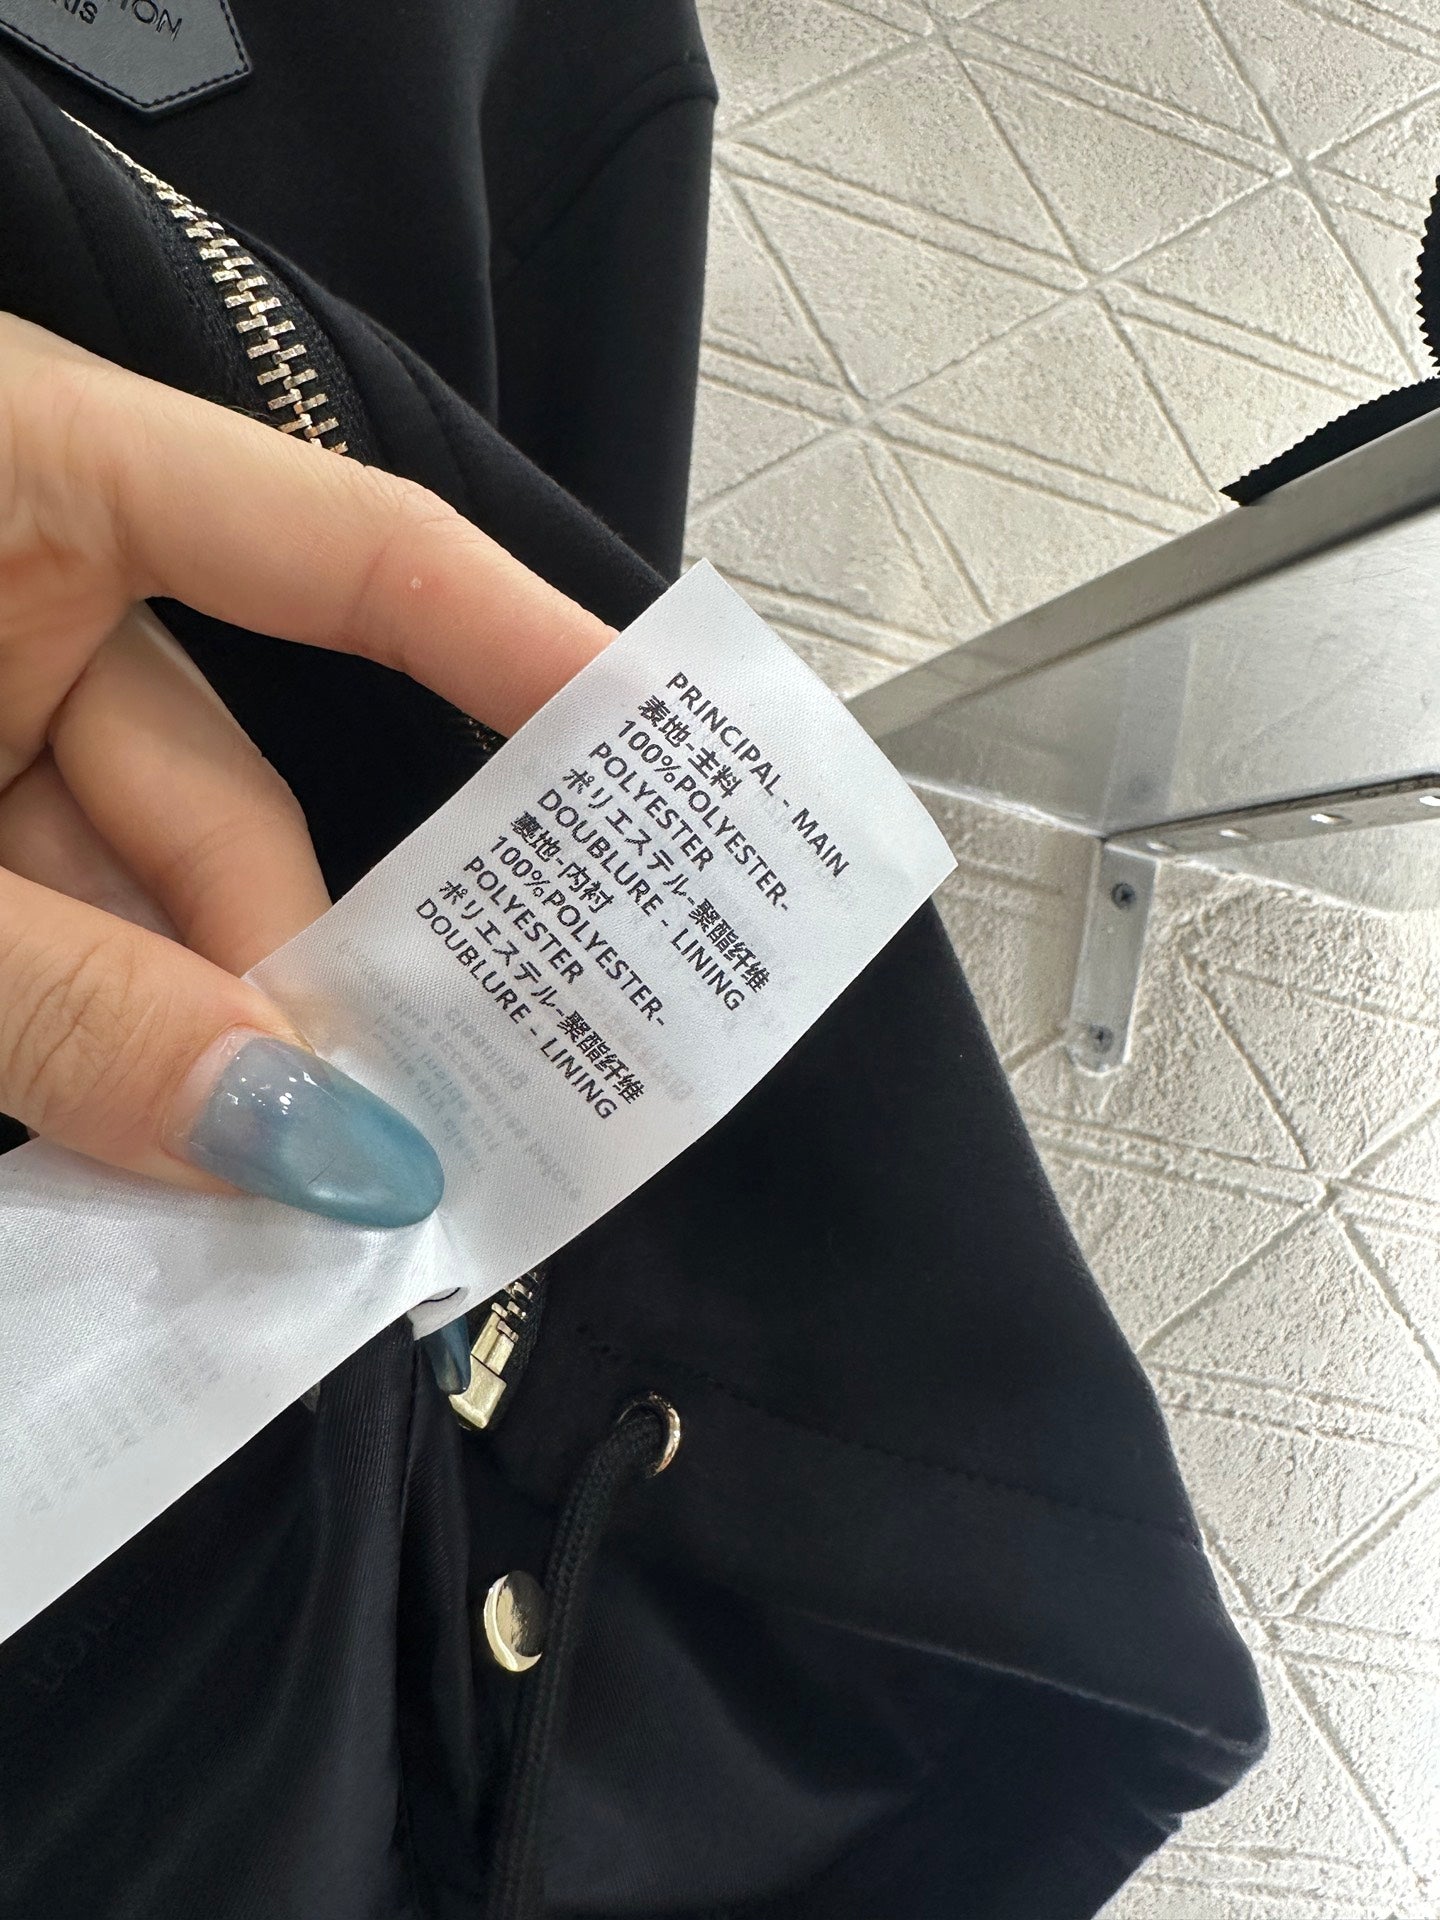 PRINCIPAL - MAIN
表地-主料
100%POLYESTER-
POLYESTER
ポリエステル-聚酯纤维
DOUBLURE - LINING
裏地-内衬
100%POLYESTER-
POLYESTER
ポリエステル-聚酯纤维
DOUBLURE - LINING